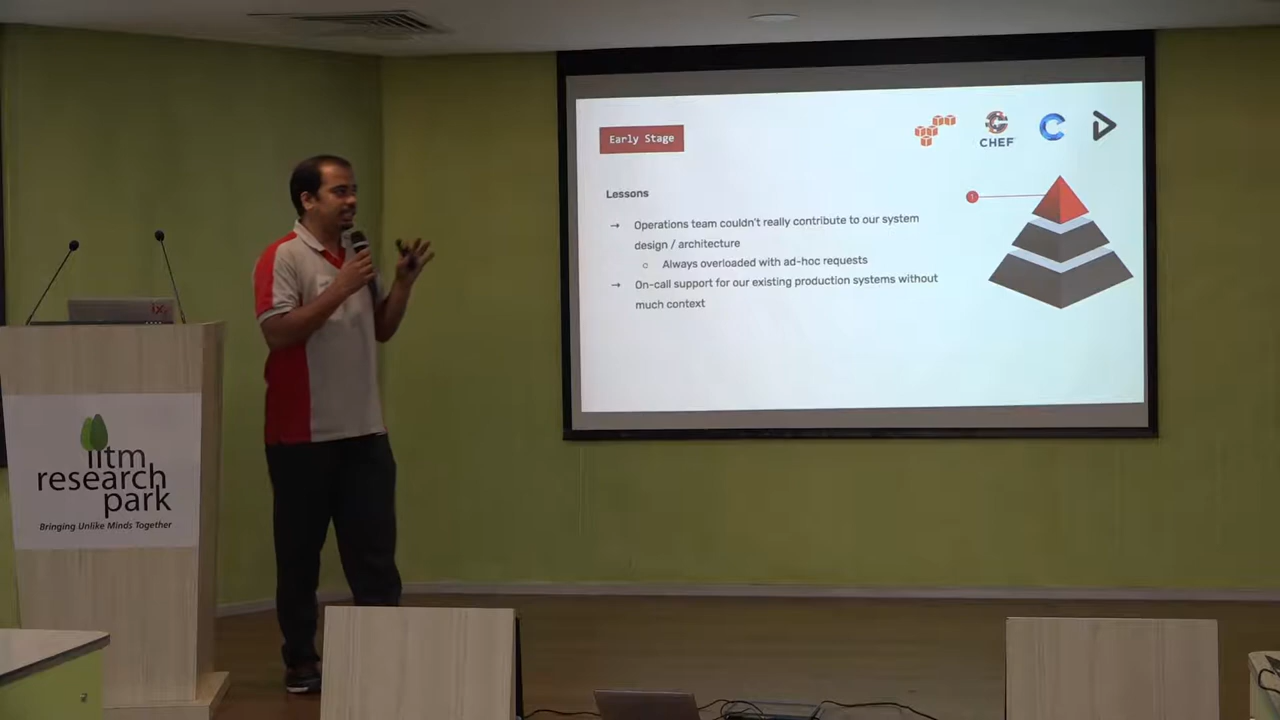 Early Stage
CHEF
Lessons
1
→ Operations team couldn't really contribute to our system
design / architecture
○ Always overloaded with ad-hoc requests
→ On-call support for our existing production systems without
much context
iitm
research
park
Bringing Unlike Minds Together